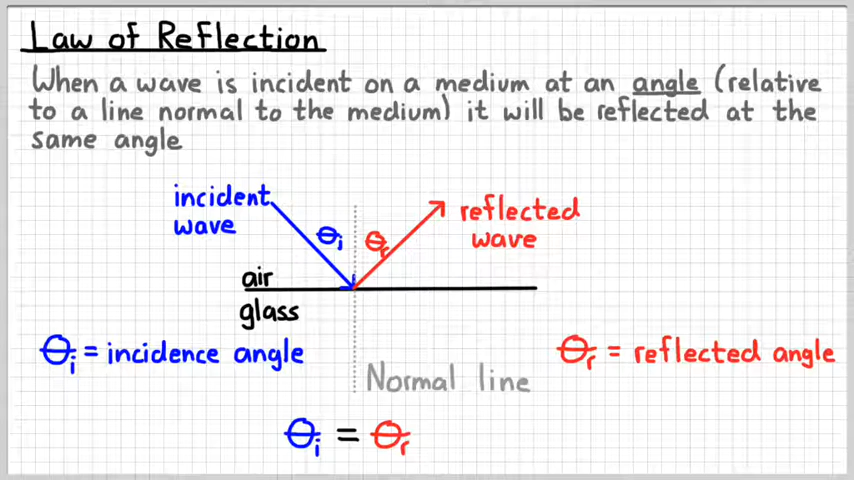 Law of Reflection
When a wave is incident on a medium at an angle (relative
to a line normal to the medium) it will be reflected at the
same angle
incident
wave
θi
θr
reflected
wave
air
glass
θi = incidence angle
θr = reflected angle
Normal line
θi = θr